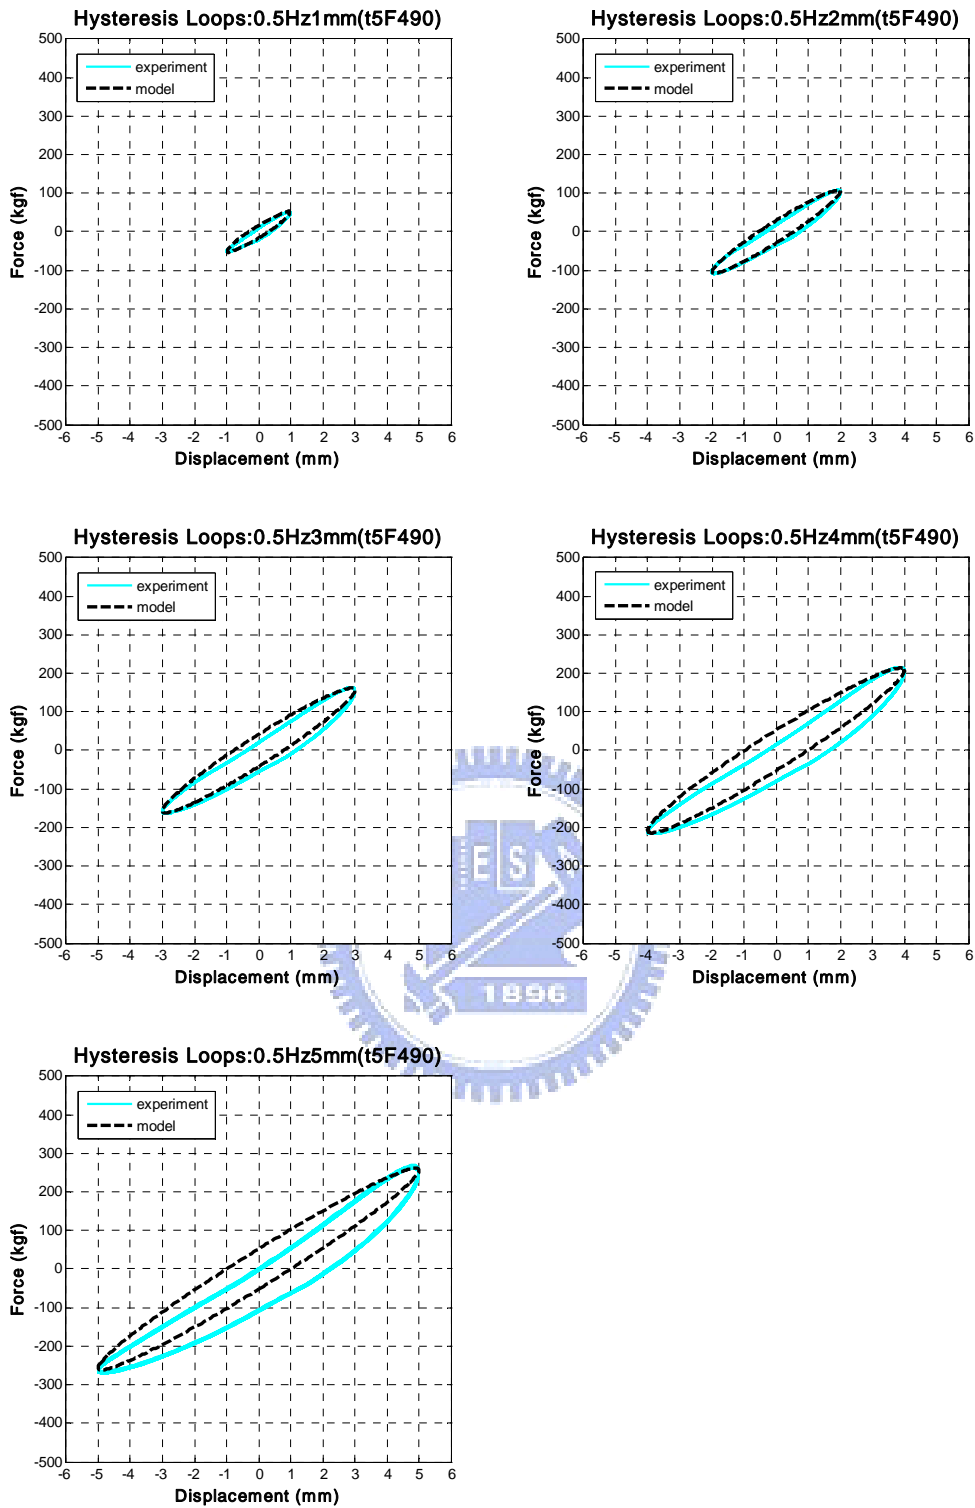 Hysteresis Loops:0.5Hz1mm(t5F490)
500
400
300
200
100
0
-100
-200
-300
-400
-500
Force (kgf)
experiment
model
-6 -5 -4 -3 -2 -1 0 1 2 3 4 5 6
Displacement (mm)
Hysteresis Loops:0.5Hz2mm(t5F490)
500
400
300
200
100
0
-100
-200
-300
-400
-500
Force (kgf)
experiment
model
-6 -5 -4 -3 -2 -1 0 1 2 3 4 5 6
Displacement (mm)
Hysteresis Loops:0.5Hz3mm(t5F490)
500
400
300
200
100
0
-100
-200
-300
-400
-500
Force (kgf)
experiment
model
-6 -5 -4 -3 -2 -1 0 1 2 3 4 5 6
Displacement (mm)
Hysteresis Loops:0.5Hz4mm(t5F490)
500
400
300
200
100
0
-100
-200
-300
-400
-500
Force (kgf)
experiment
model
-6 -5 -4 -3 -2 -1 0 1 2 3 4 5 6
Displacement (mm)
E S
1896
Hysteresis Loops:0.5Hz5mm(t5F490)
500
400
300
200
100
0
-100
-200
-300
-400
-500
Force (kgf)
experiment
model
-6 -5 -4 -3 -2 -1 0 1 2 3 4 5 6
Displacement (mm)